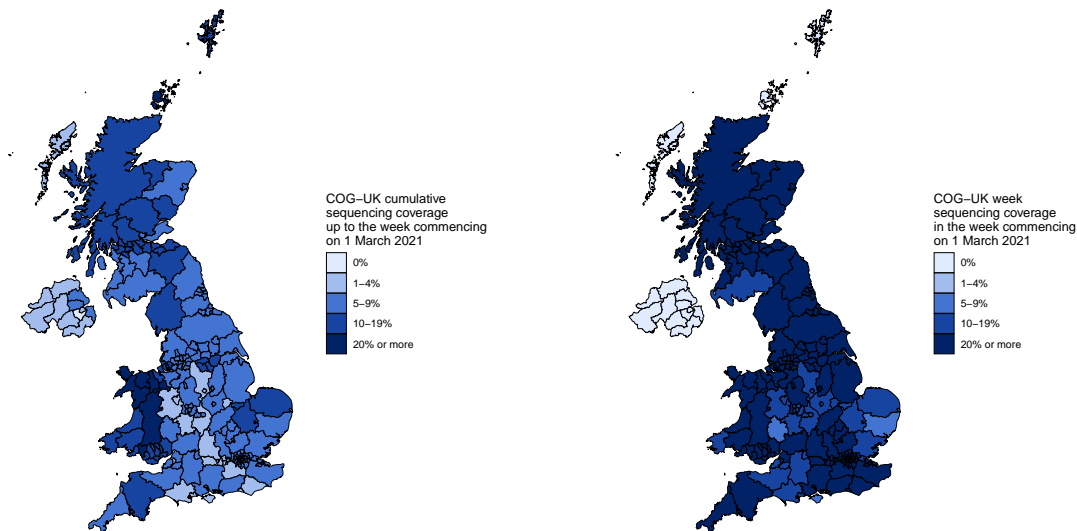 COG–UK cumulative
sequencing coverage
up to the week commencing
on 1 March 2021
0%
1–4%
5–9%
10–19%
20% or more
COG–UK week
sequencing coverage
in the week commencing
on 1 March 2021
0%
1–4%
5–9%
10–19%
20% or more